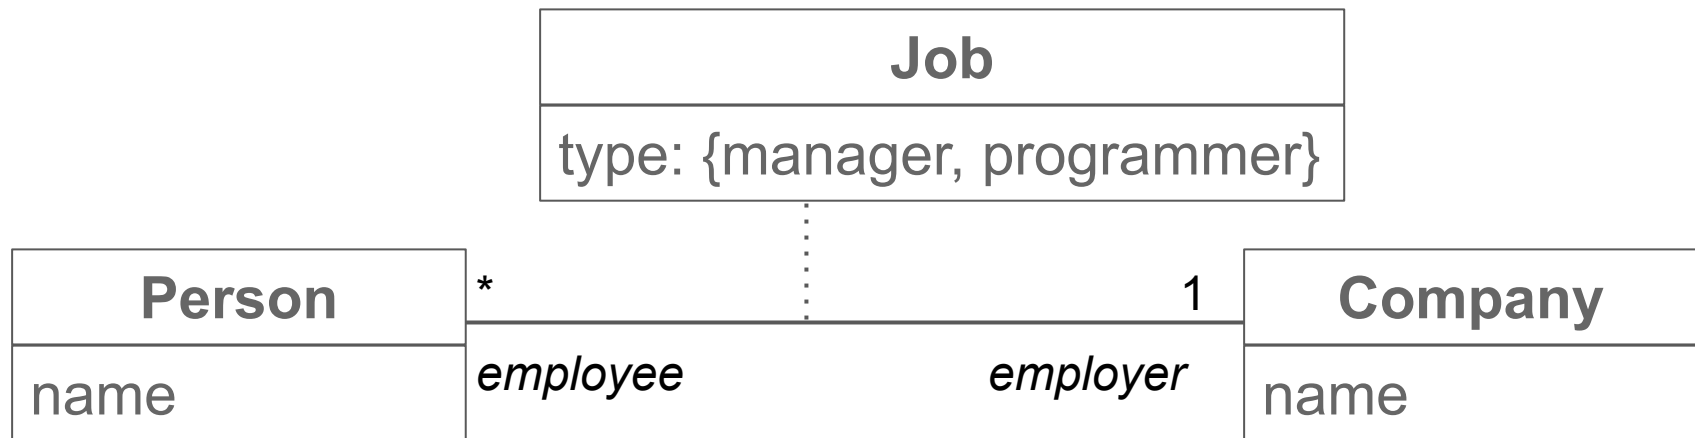 Job
type: {manager, programmer}
Person
*
1
Company
name
employee
employer
name